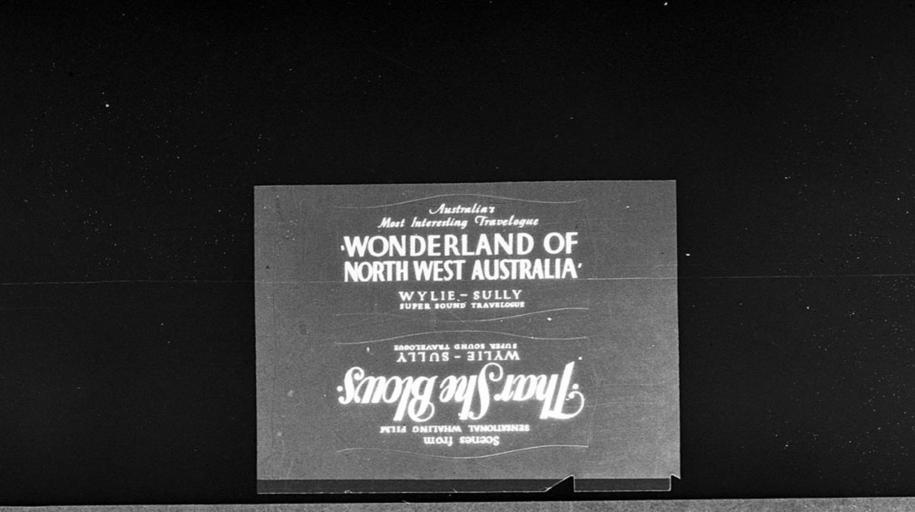 Australia's
Most Interesting Travelogue
'WONDERLAND OF
NORTH WEST AUSTRALIA'
WYLIE - SULLY
SUPER SOUND TRAVELOGUE
Scenes from
SENSATIONAL WHALING FILM
'Thar She Blows'
WYLIE - SULLY
SUPER SOUND TRAVELOGUE